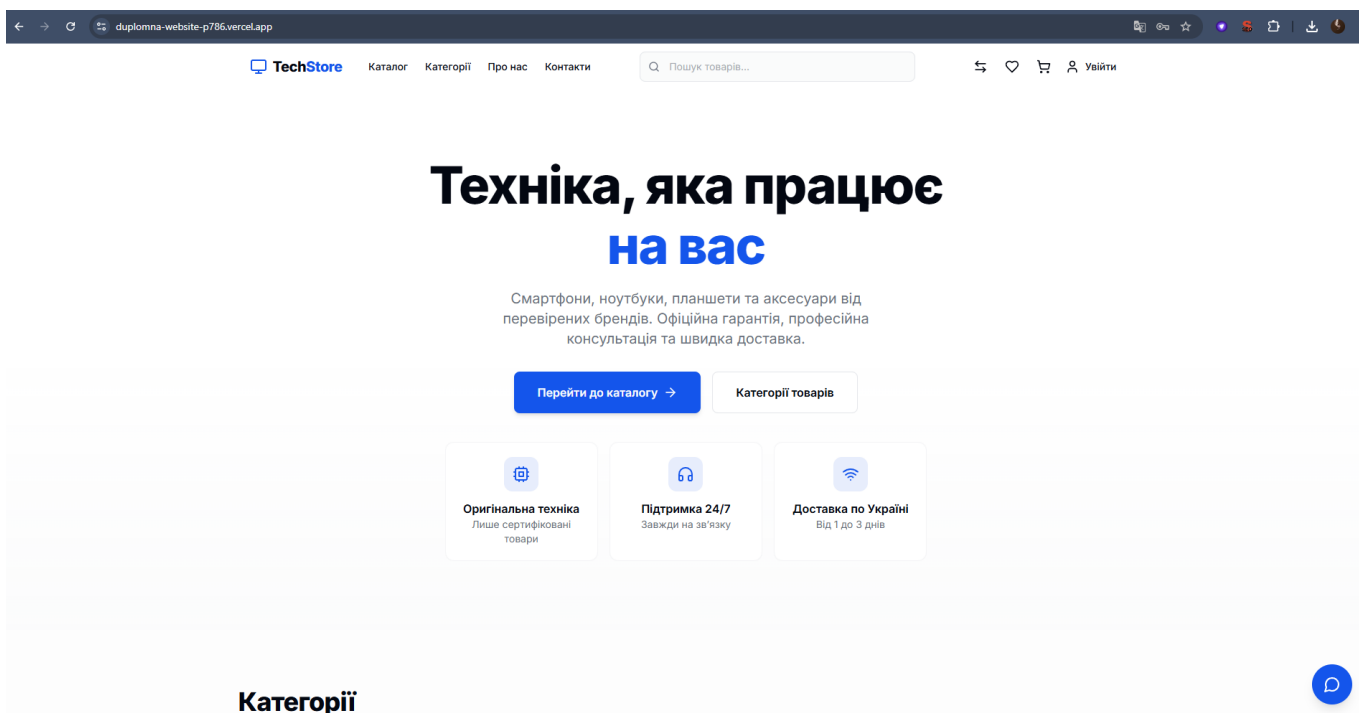 duplomna-website-p786.vercel.app
TechStore Каталог Категорії Про нас Контакти Пошук товарів... Увійти
Техніка, яка працює
на вас
Смартфони, ноутбуки, планшети та аксесуари від
перевірених брендів. Офіційна гарантія, професійна
консультація та швидка доставка.
Перейти до каталогу → Категорії товарів
Оригінальна техніка
Лише сертифіковані
товари
Підтримка 24/7
Завжди на зв'язку
Доставка по Україні
Від 1 до 3 днів
Категорії